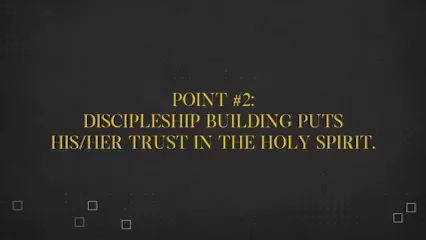 POINT #2:
DISCIPLESHIP BUILDING PUTS
HIS/HER TRUST IN THE HOLY SPIRIT.